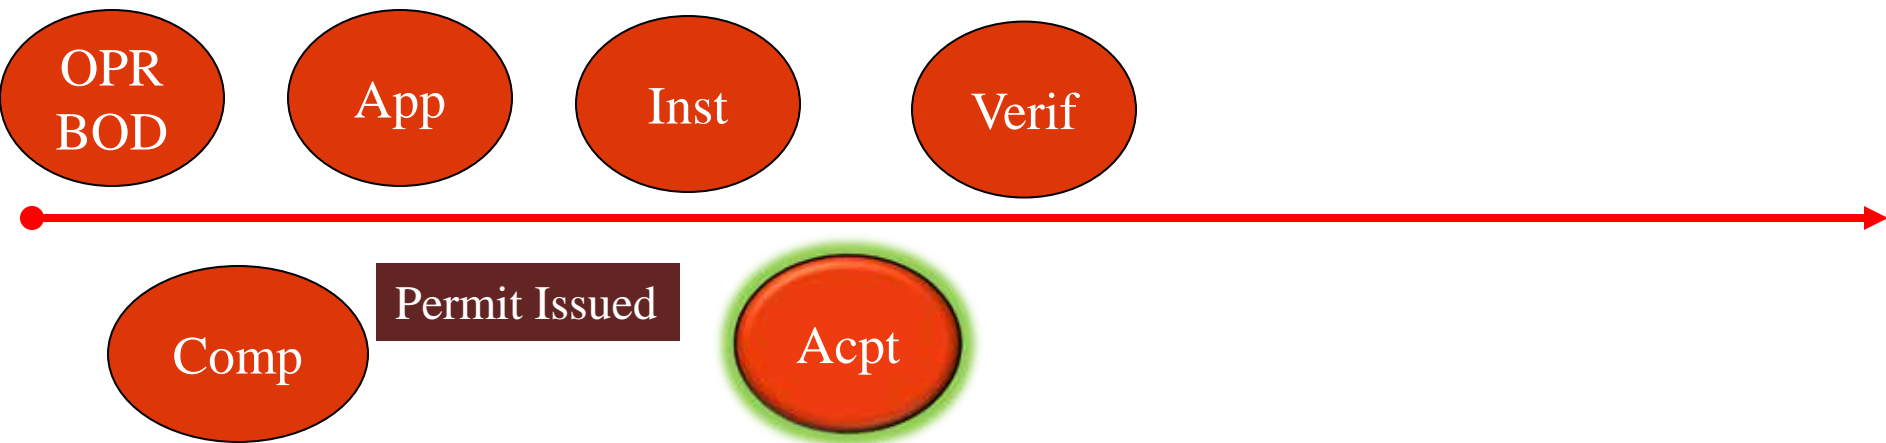 OPR
BOD
App
Inst
Verif
Comp
Permit Issued
Acpt